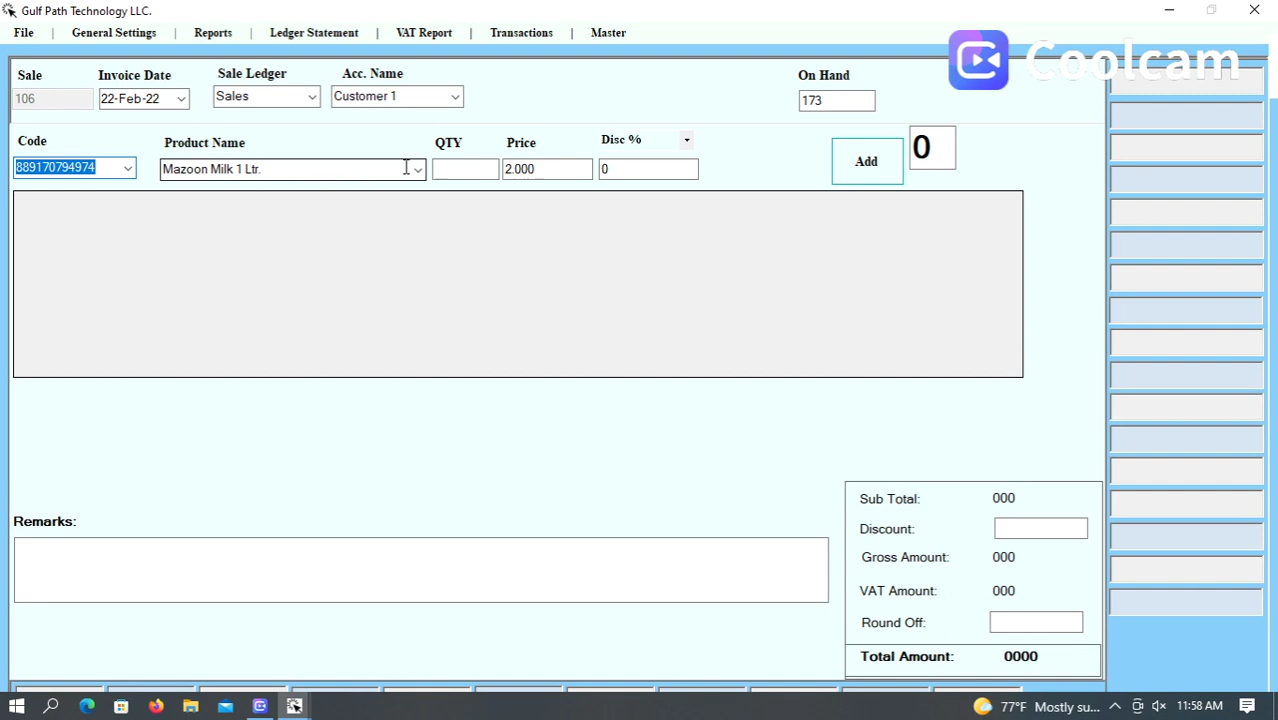 Gulf Path Technology LLC.
File | General Settings | Reports | Ledger Statement | VAT Report | Transactions | Master
Coolcam
Sale Invoice Date Sale Ledger Acc. Name On Hand
106 22-Feb-22 Sales Customer 1 173
Code Product Name QTY Price Disc %
889170794974 Mazoon Milk 1 Ltr. 2.000 0 Add 0
Sub Total: 000
Remarks: Discount:
Gross Amount: 000
VAT Amount: 000
Round Off:
Total Amount: 0000
77°F Mostly su... 11:58 AM